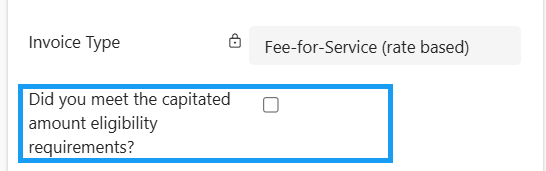 Invoice Type
Fee-for-Service (rate based)
Did you meet the capitated
amount eligibility
requirements?